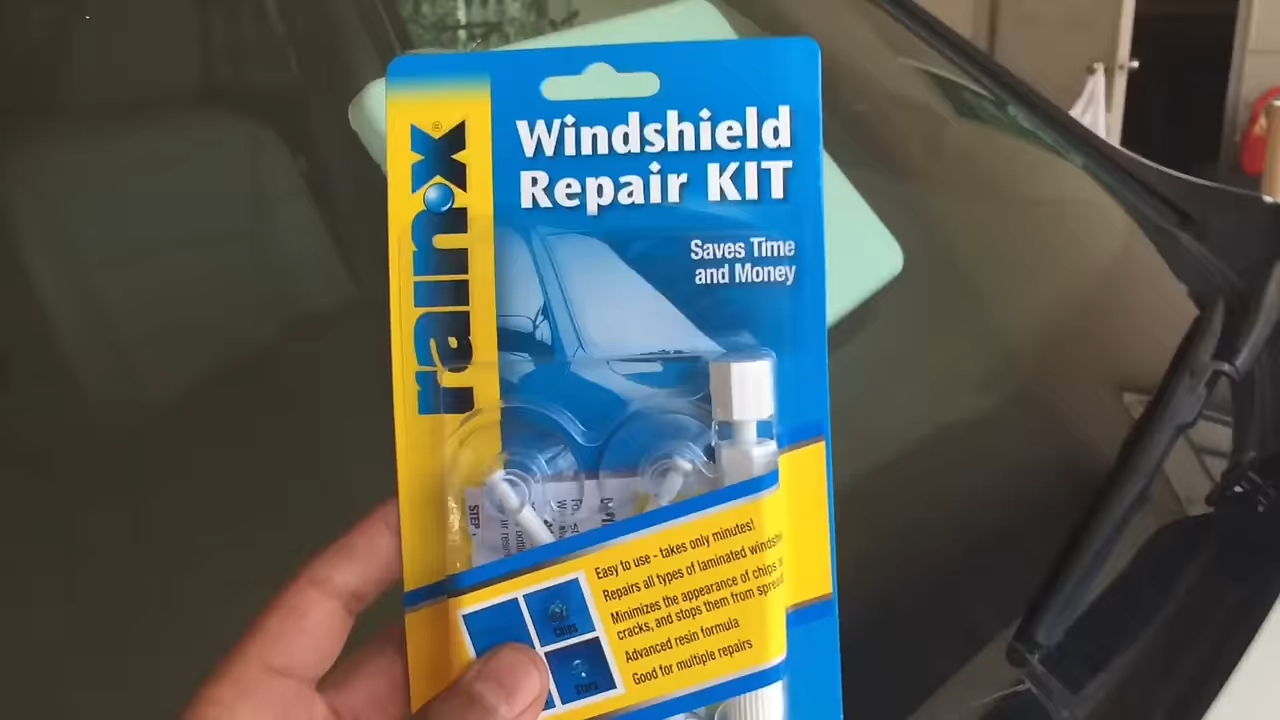 rain-x®
Windshield
Repair KIT
Saves Time
and Money
STEP
Easy to use - takes only minutes!
Repairs all types of laminated
Minimizes the appearance of chips
cracks, and stops them from
Advanced resin formula
Good for multiple repairs
CHIPS
STARS